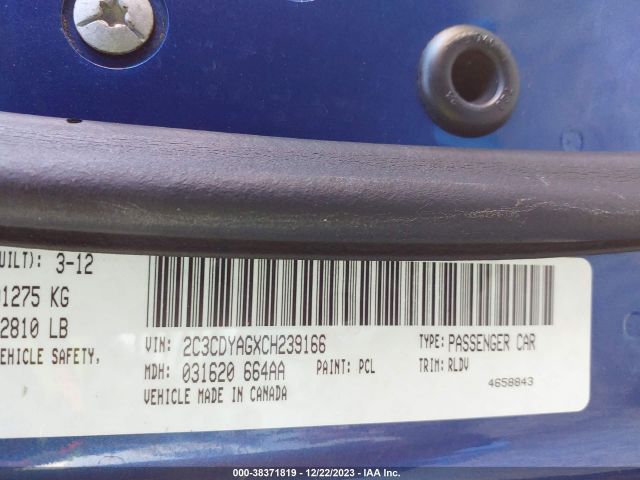 UILT): 3-12
1275 KG
2810 LB
EHICLE SAFETY,
VIN: 2C3CDYAGXCH239166 TYPE: PASSENGER CAR
MDH: 031620 664AA PAINT: PCL TRIM: RLDV
VEHICLE MADE IN CANADA 4658843
000-38371819 - 12/22/2023 - IAA Inc.